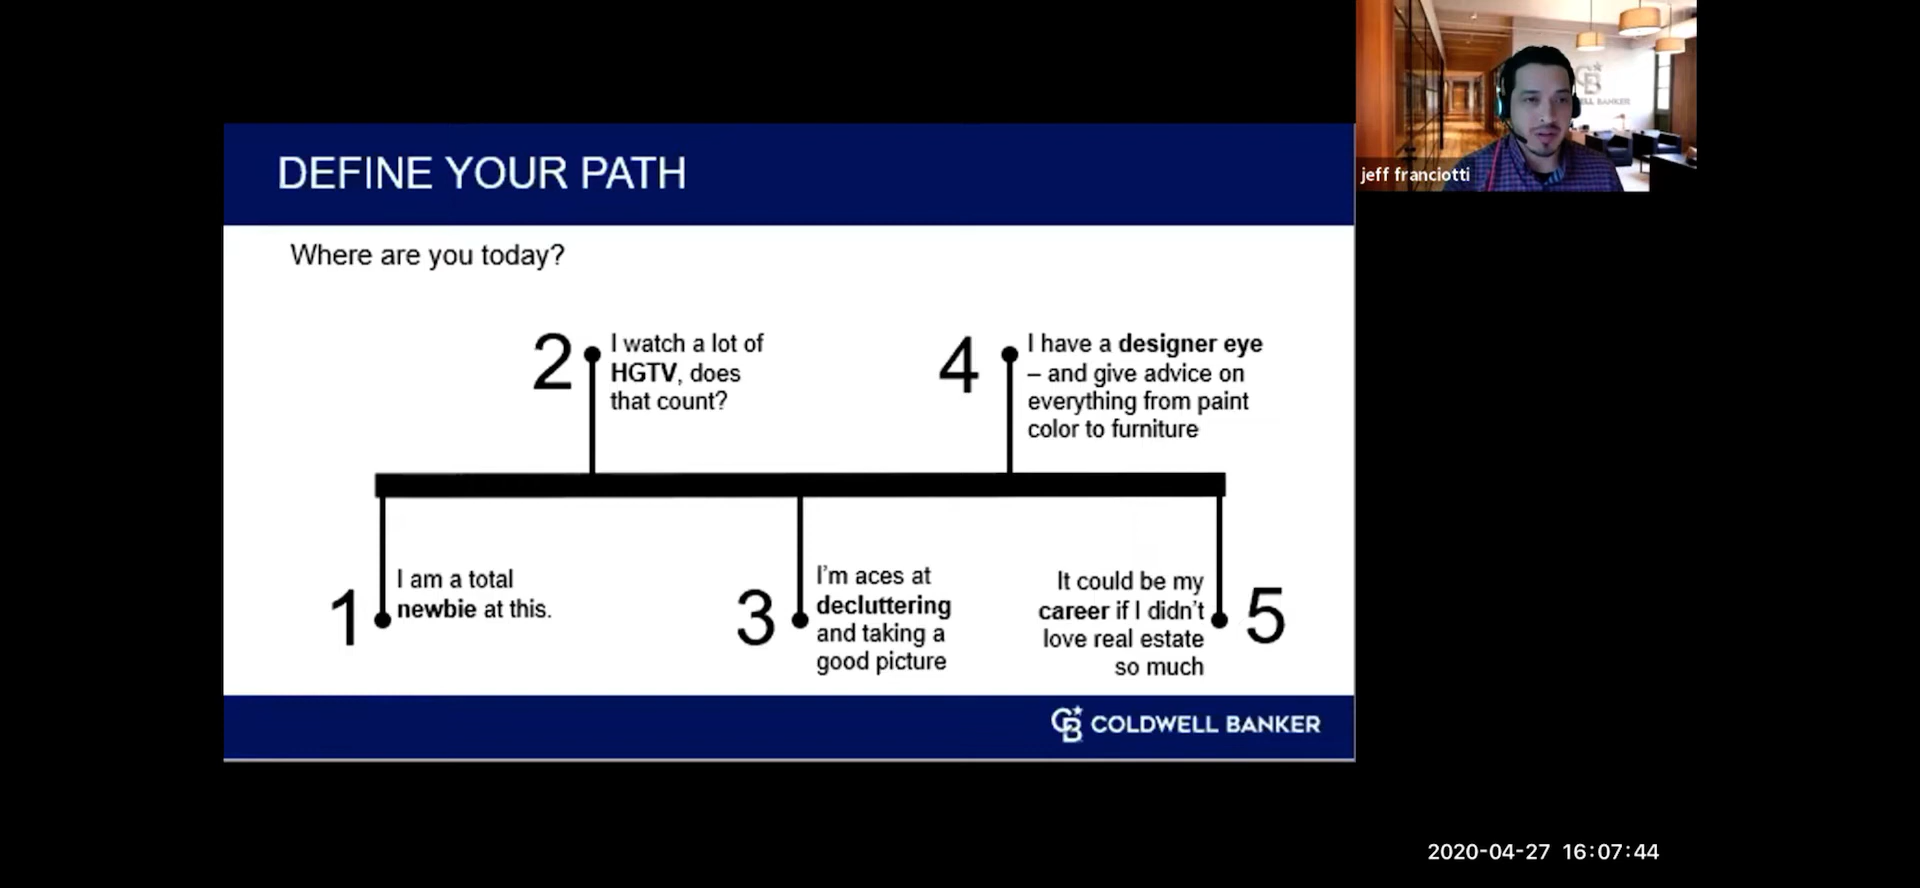 DEFINE YOUR PATH
Where are you today?
2
I watch a lot of
HGTV, does
that count?
4
I have a designer eye
– and give advice on
everything from paint
color to furniture
1
I am a total
newbie at this.
3
I’m aces at
decluttering
and taking a
good picture
It could be my
career if I didn’t
love real estate
so much
5
CB COLDWELL BANKER
jeff franciotti
2020-04-27 16:07:44